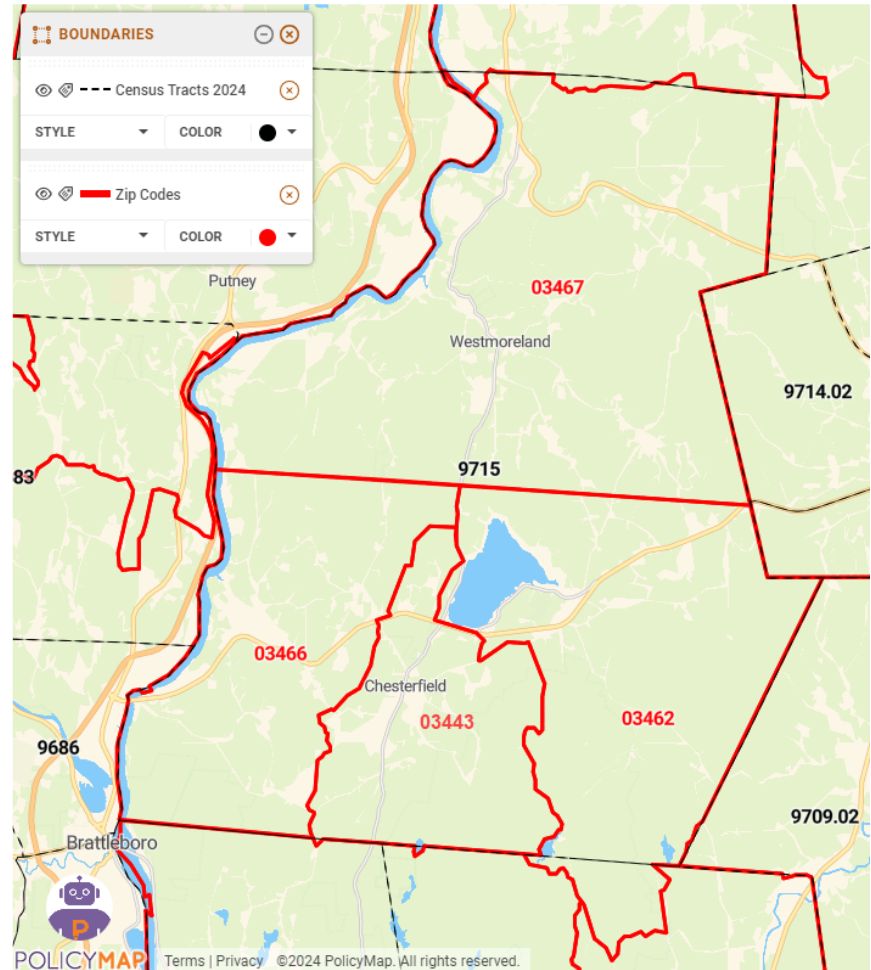 BOUNDARIES
Census Tracts 2024
STYLE COLOR
Zip Codes
STYLE COLOR
Putney
03467
Westmoreland
9714.02
9715
83
03466
Chesterfield
03443
03462
9686
9709.02
Brattleboro
P
POLICYMAP
Terms | Privacy ©2024 PolicyMap. All rights reserved.